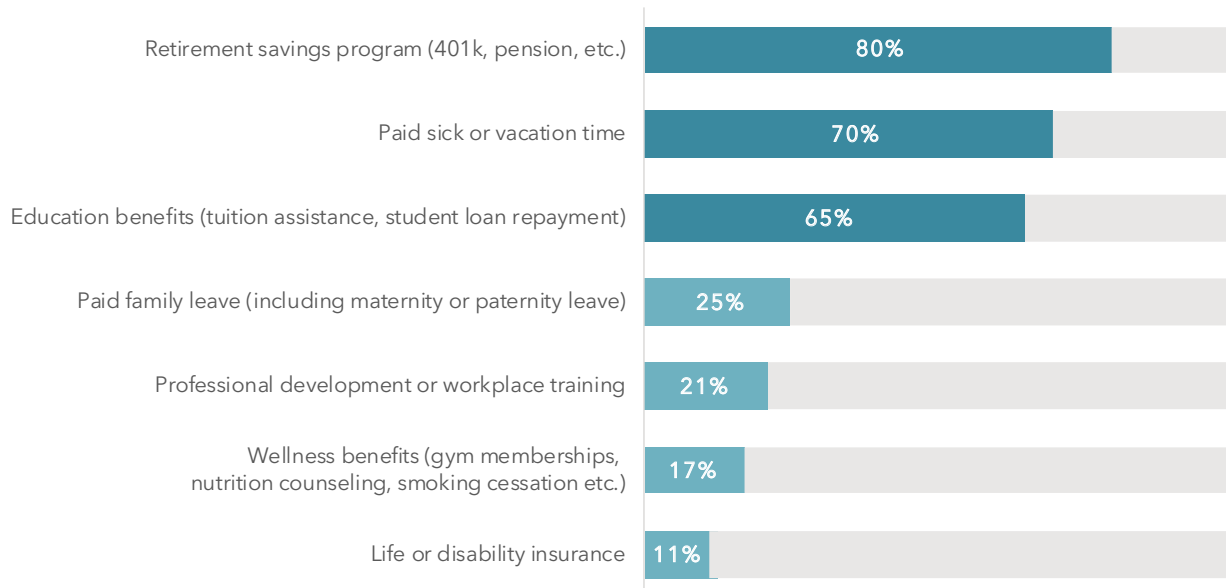 Retirement savings program (401k, pension, etc.) 80%
Paid sick or vacation time 70%
Education benefits (tuition assistance, student loan repayment) 65%
Paid family leave (including maternity or paternity leave) 25%
Professional development or workplace training 21%
Wellness benefits (gym memberships,
nutrition counseling, smoking cessation etc.) 17%
Life or disability insurance 11%